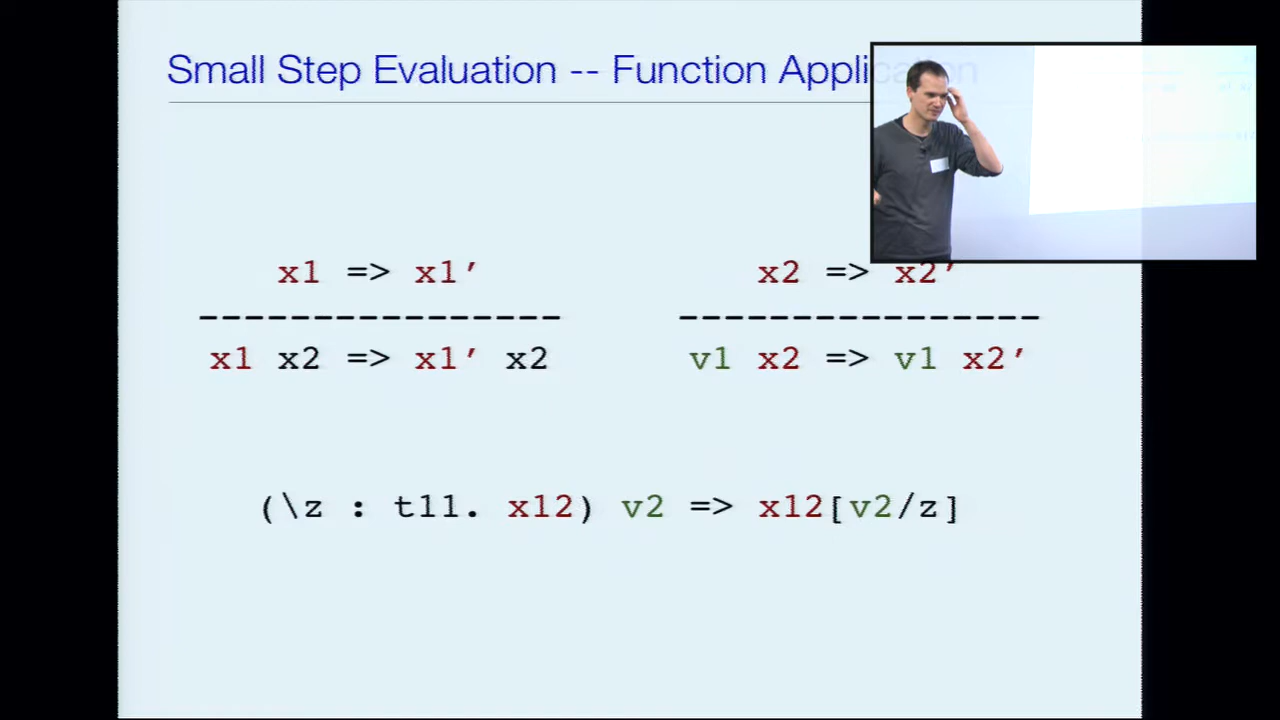 Small Step Evaluation -- Function Application
x1 => x1′ x2 => x2′
---------------- ----------------
x1 x2 => x1′ x2 v1 x2 => v1 x2′
(\z : t11. x12) v2 => x12[v2/z]